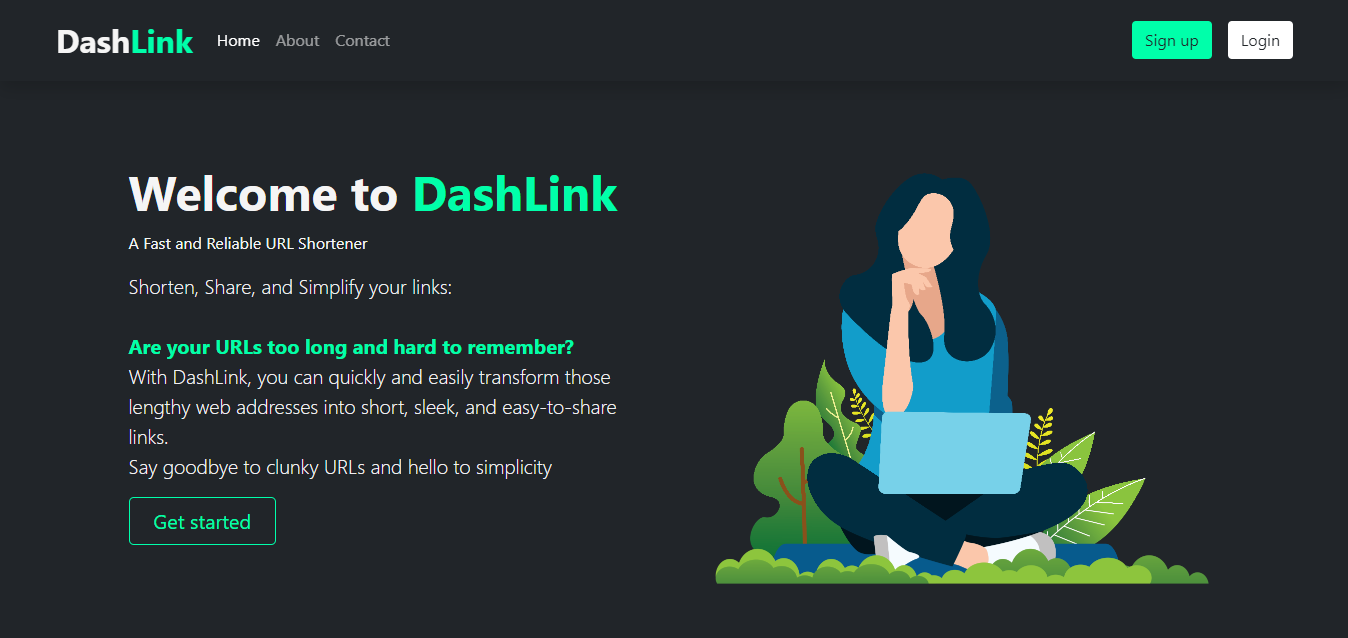 DashLink Home About Contact Sign up Login
Welcome to DashLink
A Fast and Reliable URL Shortener
Shorten, Share, and Simplify your links:
Are your URLs too long and hard to remember?
With DashLink, you can quickly and easily transform those
lengthy web addresses into short, sleek, and easy-to-share
links.
Say goodbye to clunky URLs and hello to simplicity
Get started